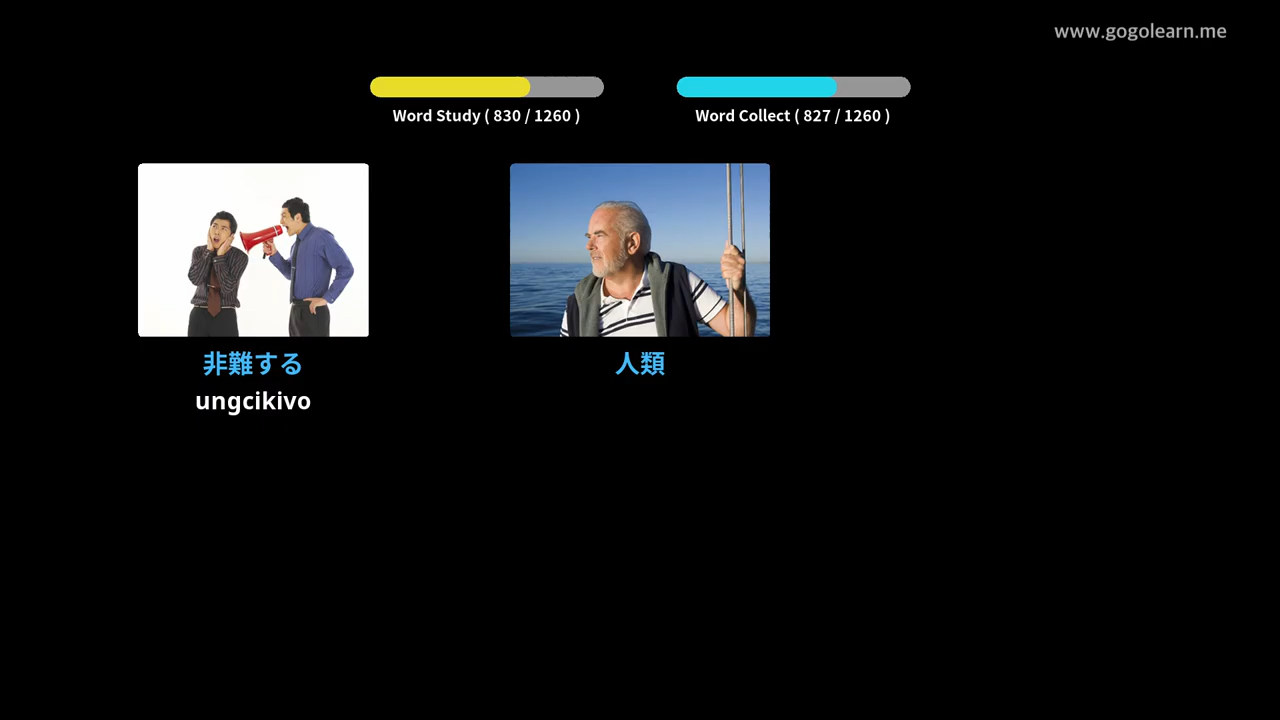 www.gogolearn.me
Word Study ( 830 / 1260 )
Word Collect ( 827 / 1260 )
非難する
人類
ungcikivo